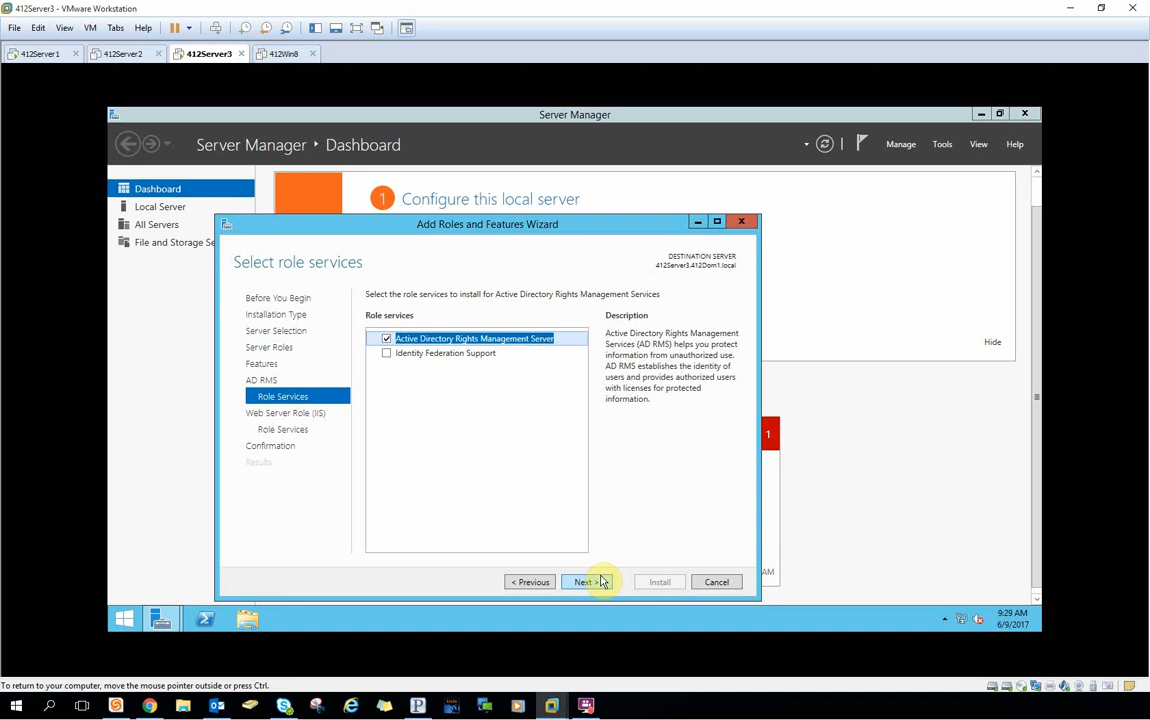 412Server3 - VMware Workstation
File Edit View VM Tabs Help
412Server1 412Server2 412Server3 412Win8
Server Manager
Server Manager Dashboard
Manage Tools View Help
Dashboard
Local Server
All Servers
File and Storage Se
1 Configure this local server
Hide
1
AM
Add Roles and Features Wizard
Select role services
DESTINATION SERVER
412Server3.412Dom1.local
Before You Begin
Installation Type
Server Selection
Server Roles
Features
AD RMS
Role Services
Web Server Role (IIS)
Role Services
Confirmation
Results
Select the role services to install for Active Directory Rights Management Services
Role services
Active Directory Rights Management Server
Identity Federation Support
Description
Active Directory Rights Management
Services (AD RMS) helps you protect
information from unauthorized use.
AD RMS establishes the identity of
users and provides authorized users
with licenses for protected
information.
< Previous Next > Install Cancel
9:29 AM
6/9/2017
To return to your computer, move the mouse pointer outside or press Ctrl.